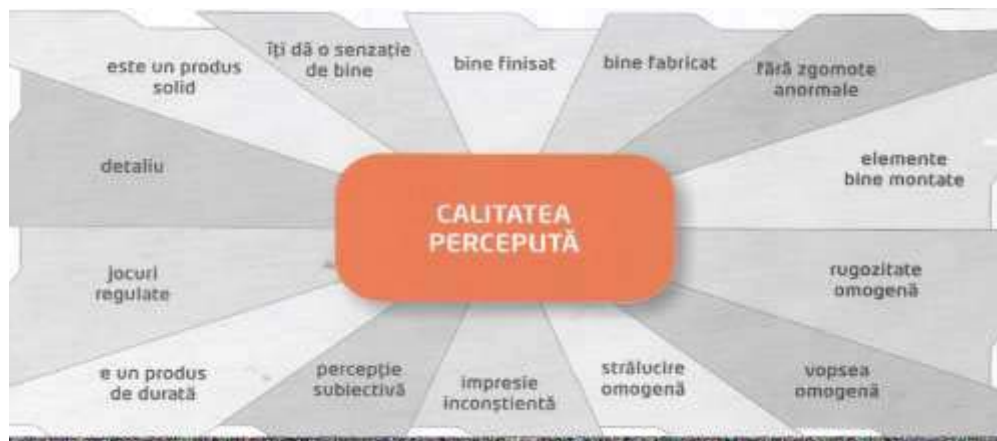 este un produs
solid
îți dă o senzație
de bine
bine finisat
bine fabricat
fără zgomote
anormale
detaliu
elemente
bine montate
CALITATEA
PERCEPUTĂ
jocuri
regulate
rugozitate
omogenă
e un produs
de durată
percepție
subiectivă
impresie
inconștientă
strălucire
omogenă
vopsea
omogenă